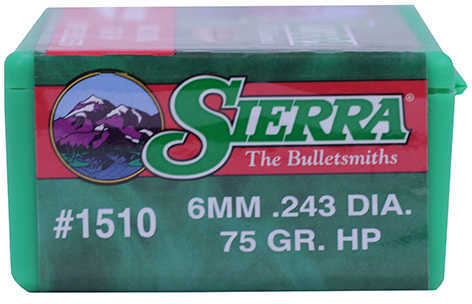 SIERRA®
The Bulletsmiths
#1510
6MM .243 DIA.
75 GR. HP